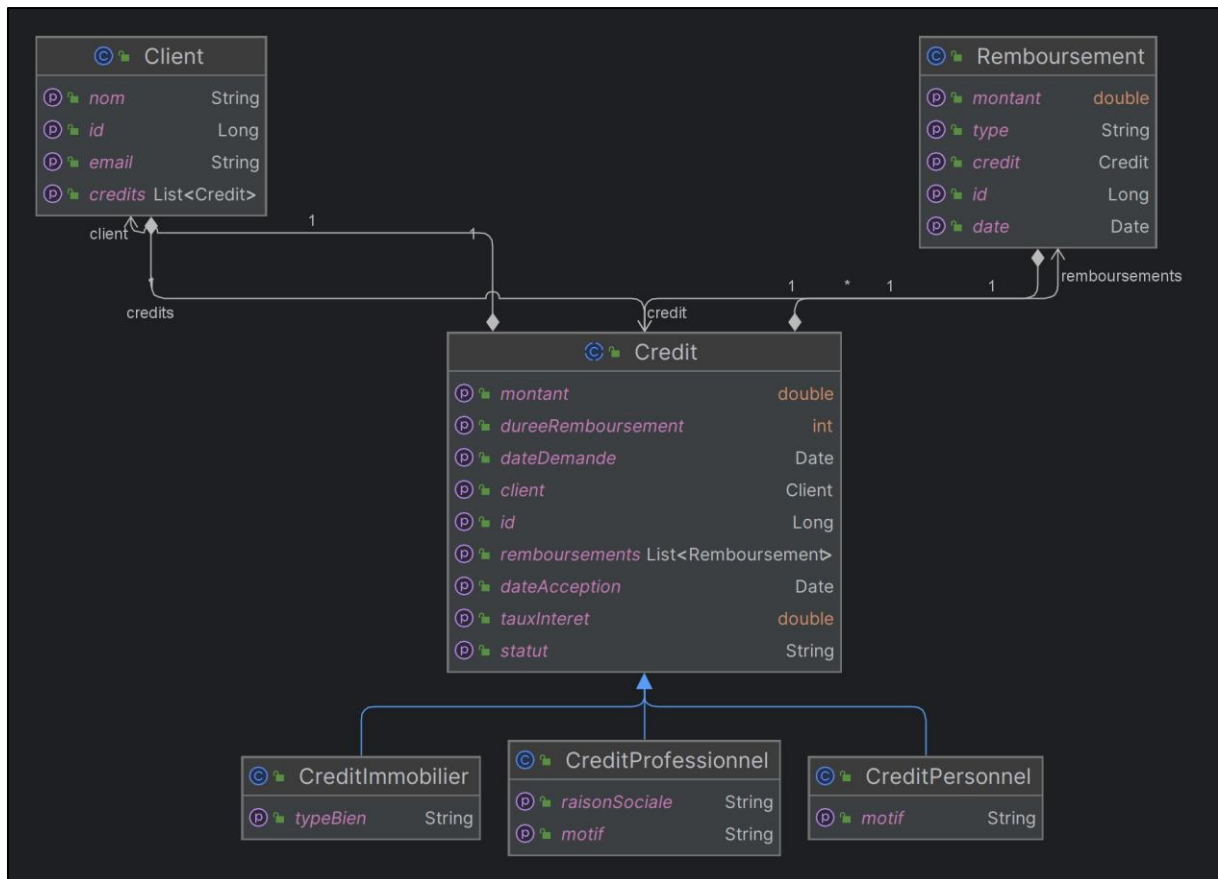 Client
nom String
id Long
email String
credits List<Credit>
Remboursement
montant double
type String
credit Credit
id Long
date Date
client
1
1
*
credits
credit
1
*
1
1
remboursements
Credit
montant double
dureeRemboursement int
dateDemande Date
client Client
id Long
remboursements List<Remboursement>
dateAcception Date
tauxInteret double
statut String
CreditImmobilier
typeBien String
CreditProfessionnel
raisonSociale String
motif String
CreditPersonnel
motif String